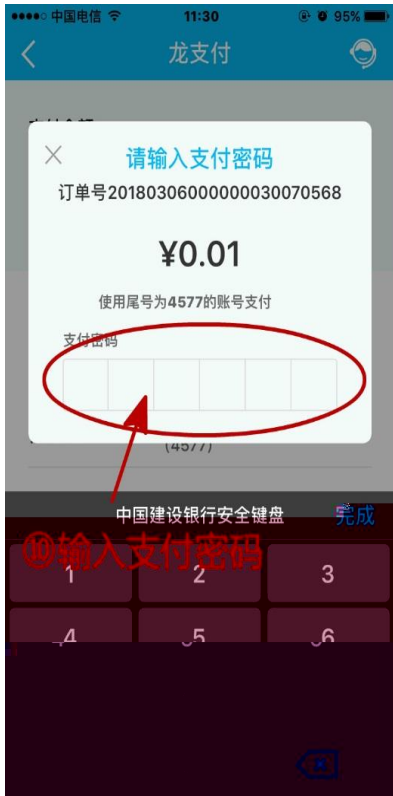 中国电信 11:30 95%
龙支付
请输入支付密码
订单号20180306000000030070568
¥0.01
使用尾号为4577的账号支付
支付密码
(4577)
中国建设银行安全键盘 完成
⑩输入支付密码
1 2 3
4 5 6